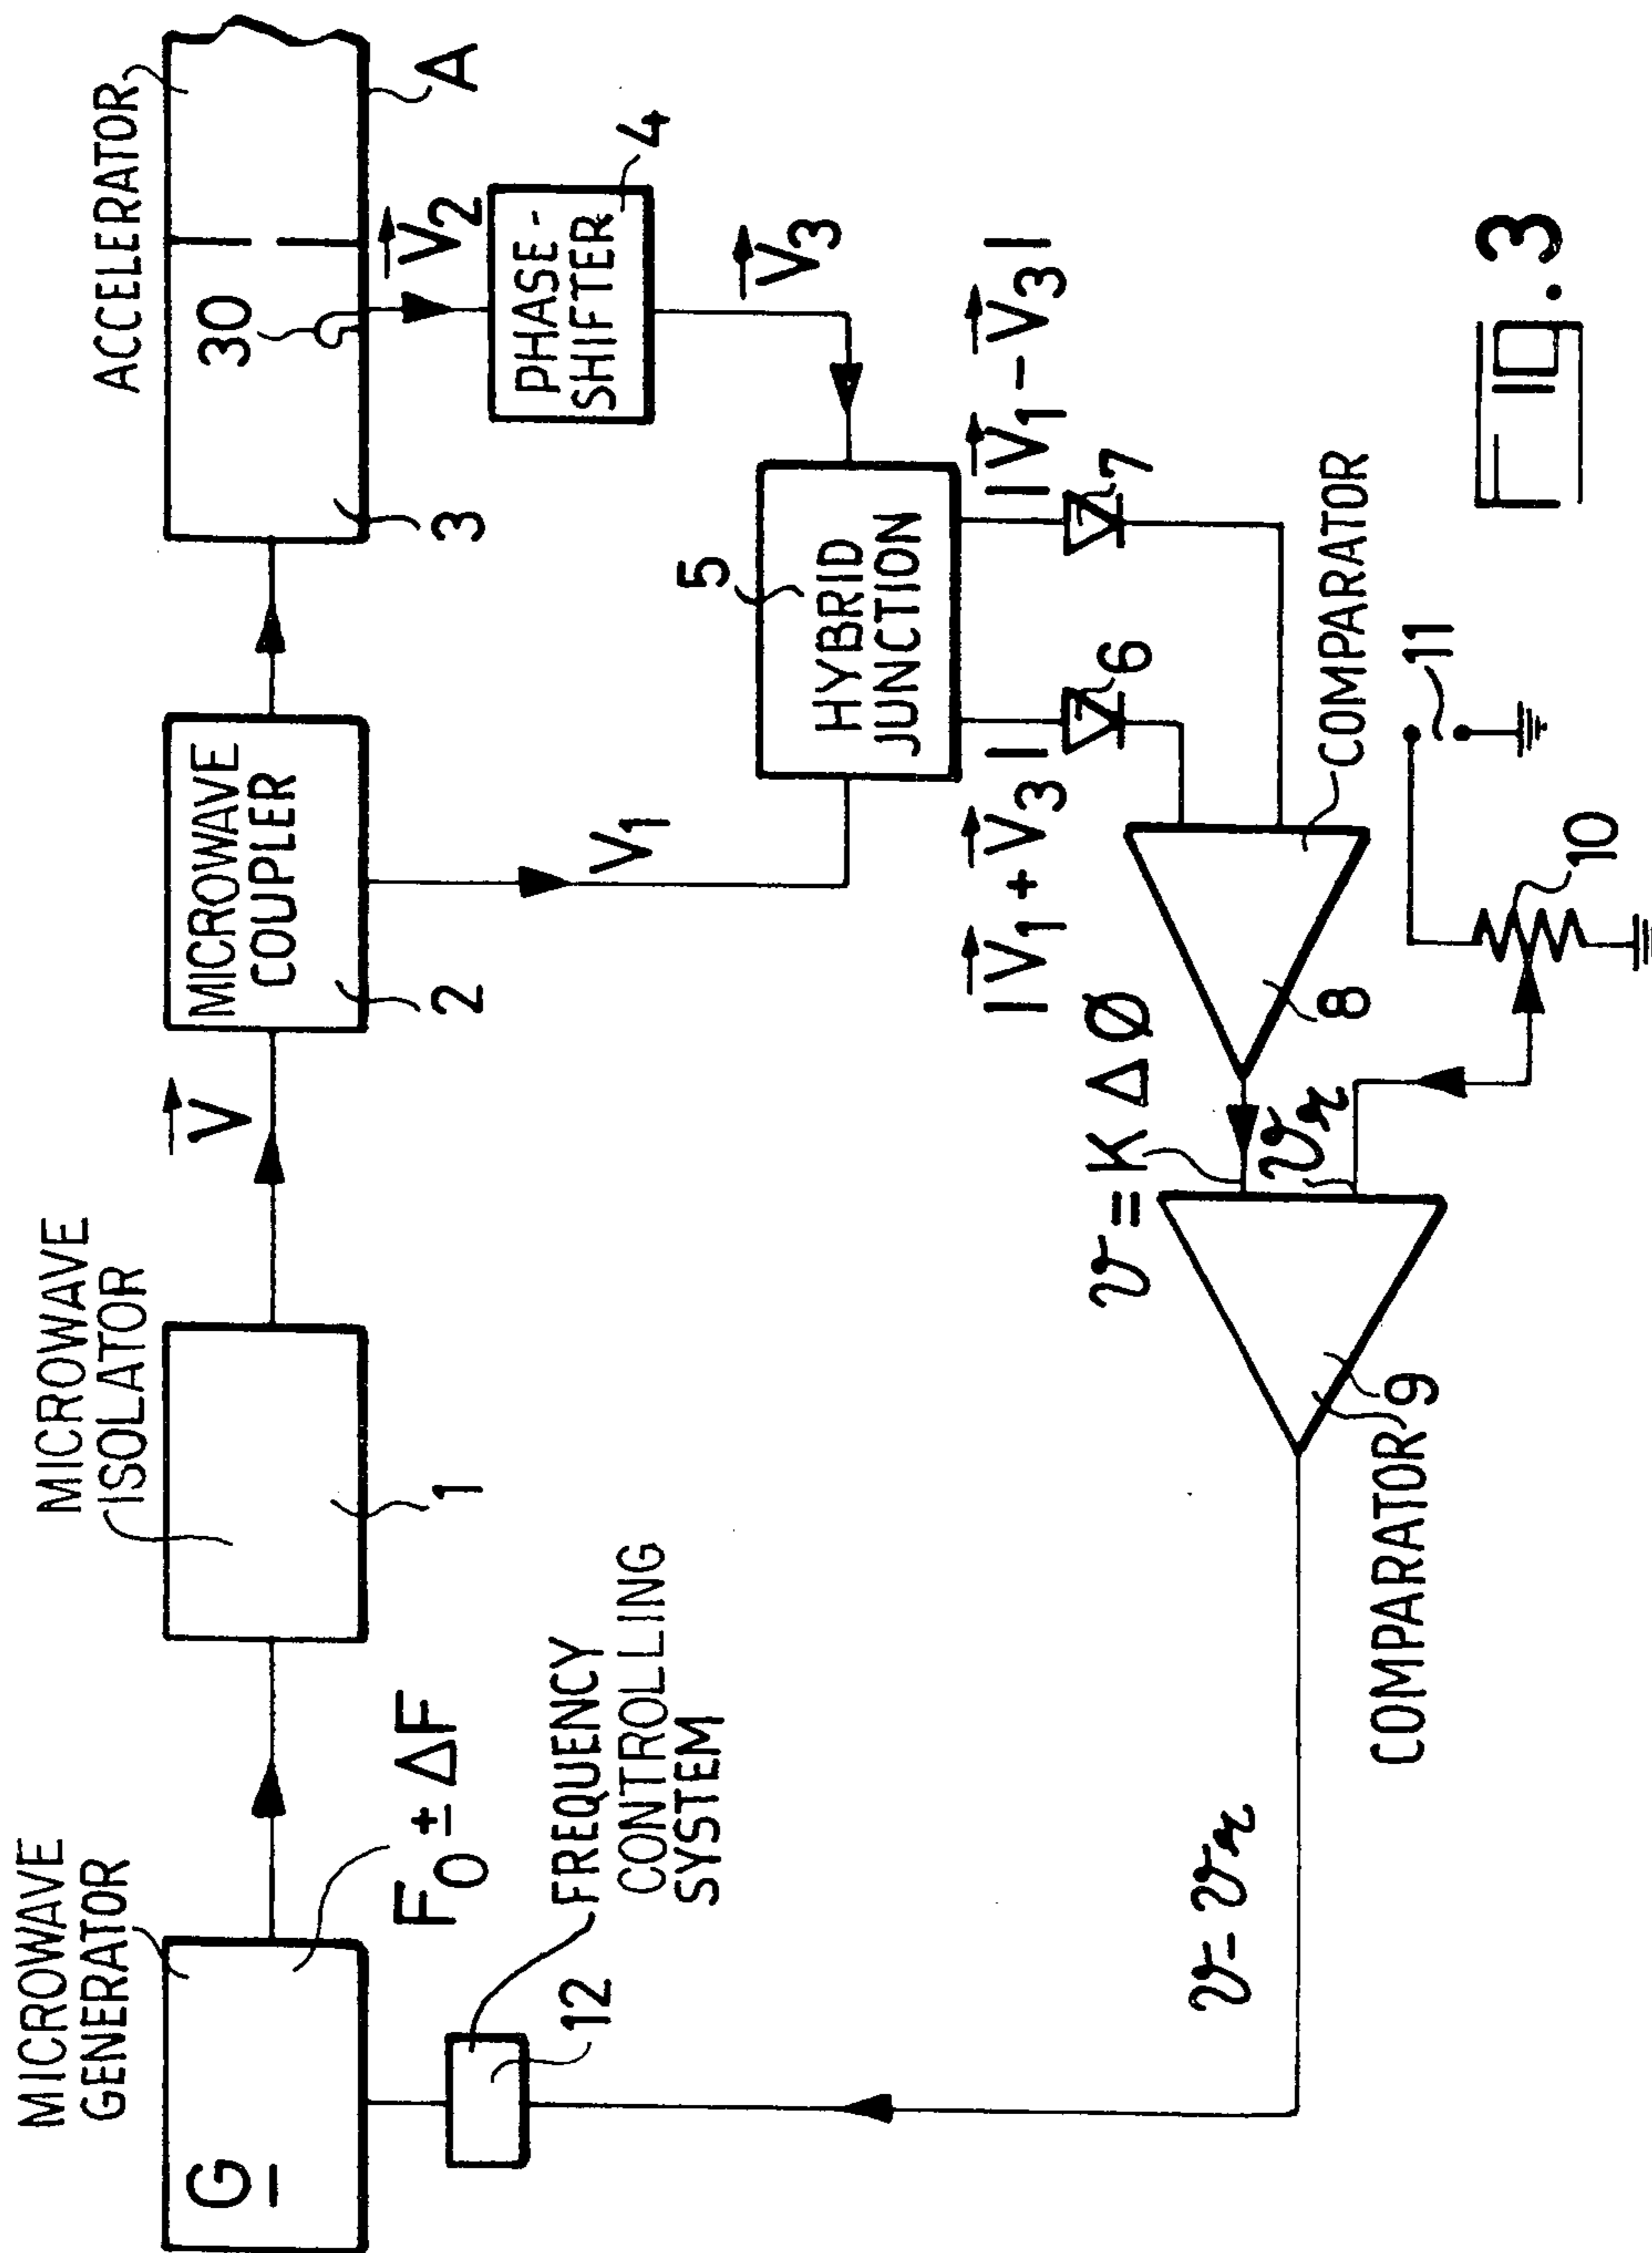 MICROWAVE
GENERATOR
G
F0 ± ΔF
MICROWAVE
ISOLATOR
1
V
MICROWAVE
COUPLER
2
ACCELERATOR
30
3
A
V2
PHASE-
SHIFTER
4
V3
V1
5
HYBRID
JUNCTION
|V1 + V3|
|V1 - V3|
6
7
COMPARATOR
8
11
10
v = K Δ Ø
vr
9
COMPARATOR
v - vr
FREQUENCY
CONTROLLING
SYSTEM
12
FIG. 3